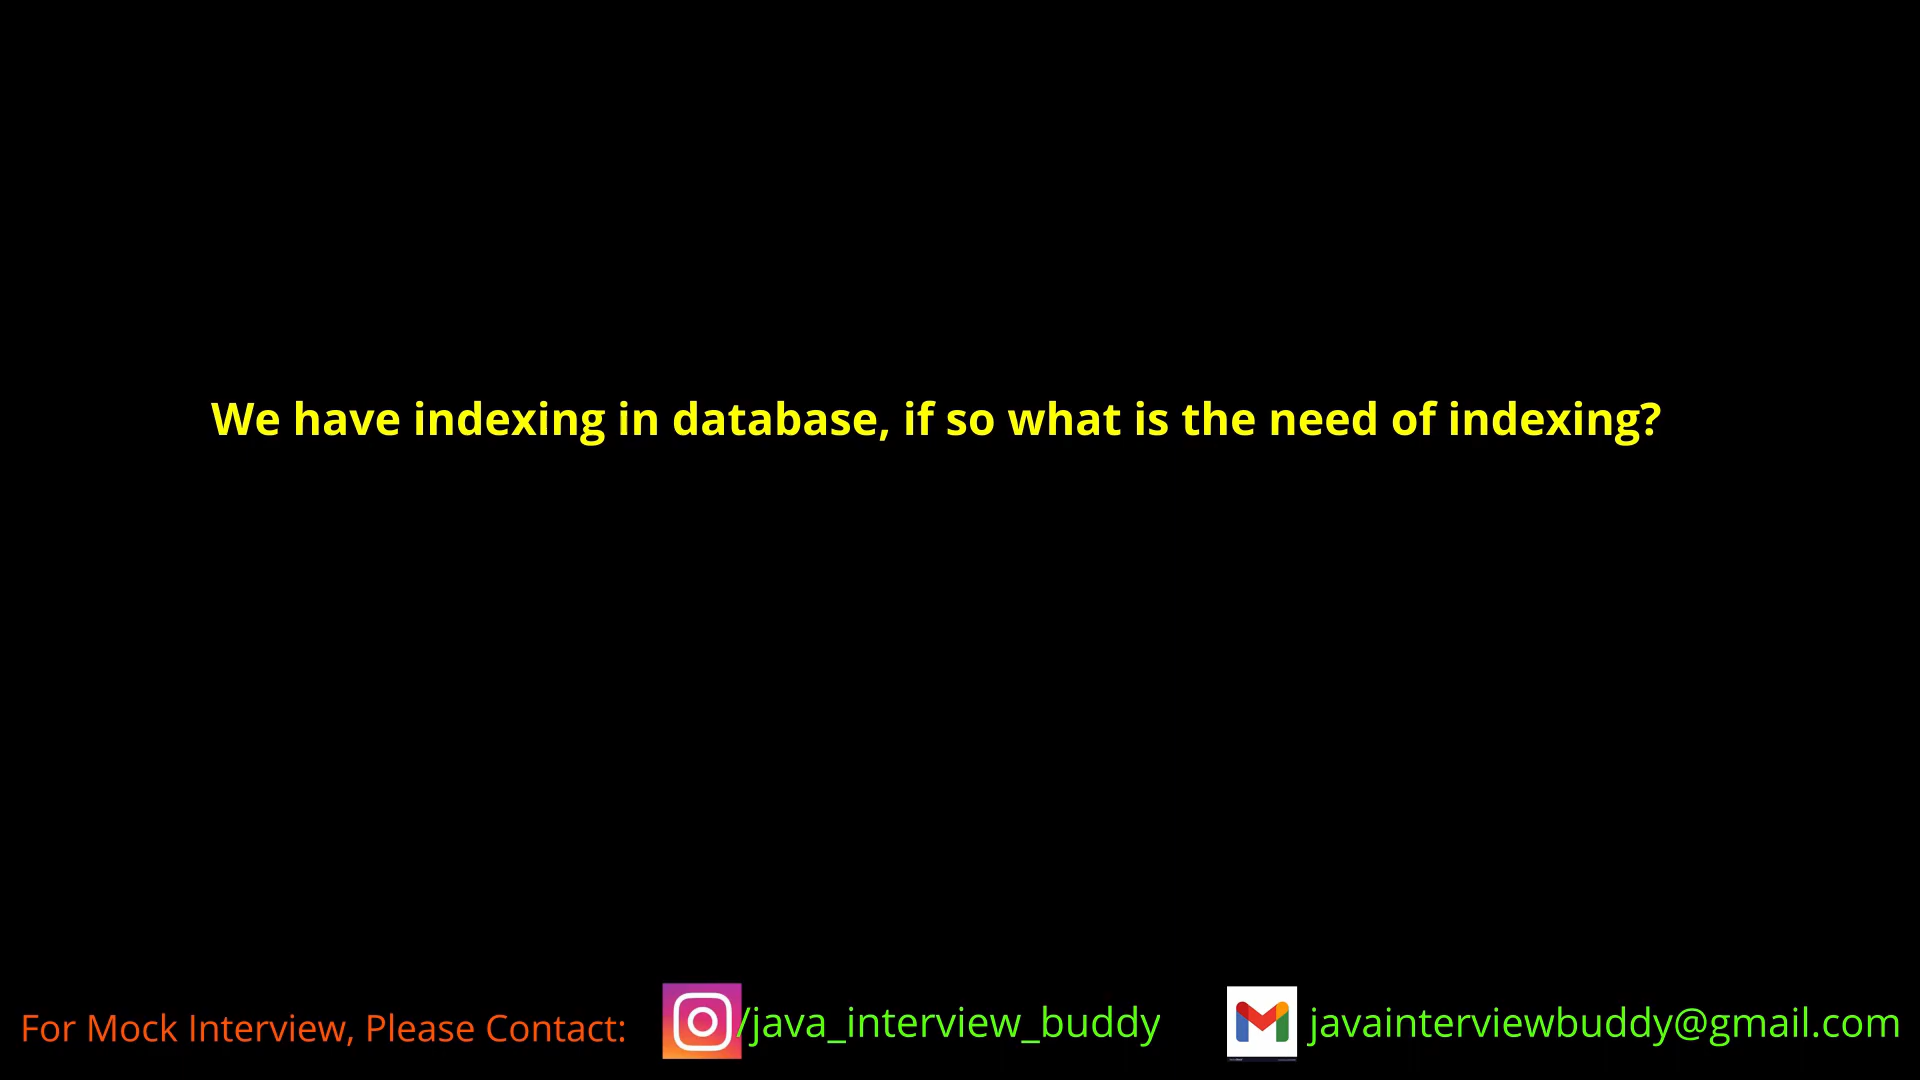 We have indexing in database, if so what is the need of indexing?
For Mock Interview, Please Contact: /java_interview_buddy javainterviewbuddy@gmail.com